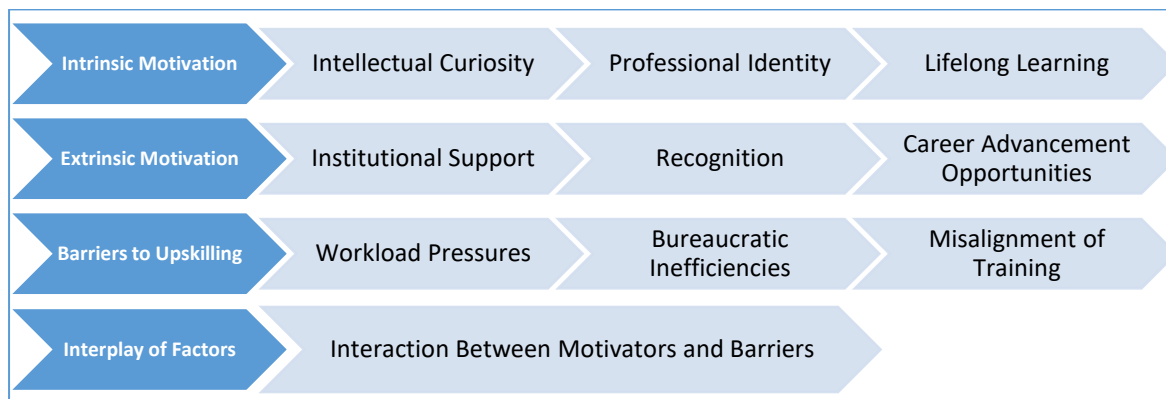 Intrinsic Motivation
Intellectual Curiosity
Professional Identity
Lifelong Learning
Extrinsic Motivation
Institutional Support
Recognition
Career Advancement
Opportunities
Barriers to Upskilling
Workload Pressures
Bureaucratic
Inefficiencies
Misalignment of
Training
Interplay of Factors
Interaction Between Motivators and Barriers